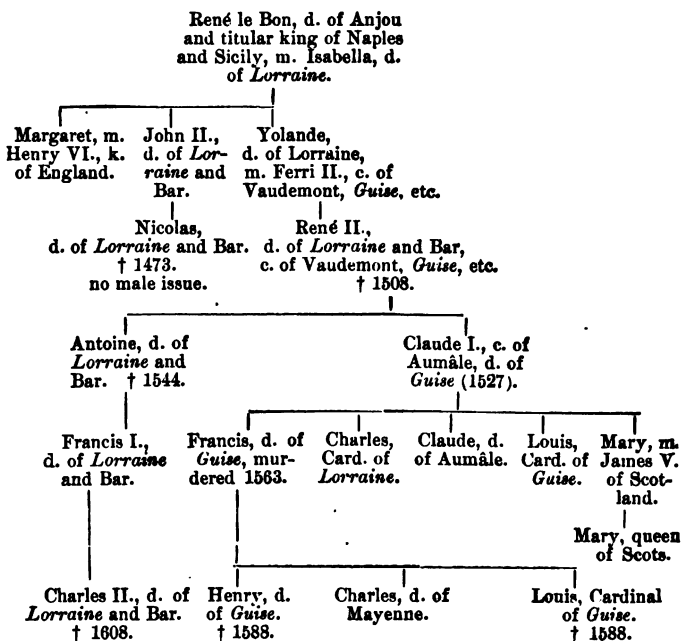 René le Bon, d. of Anjou
and titular king of Naples
and Sicily, m. Isabella, d.
of Lorraine.
Margaret, m.
Henry VI., k.
of England.
John II.,
d. of Lor-
raine and
Bar.
Yolande,
d. of Lorraine,
m. Ferri II., c. of
Vaudemont, Guise, etc.
Nicolas,
d. of Lorraine and Bar.
† 1473.
no male issue.
René II.,
d. of Lorraine and Bar,
c. of Vaudemont, Guise, etc.
† 1508.
Antoine, d. of
Lorraine and
Bar. † 1544.
Claude I., c. of
Aumâle, d. of
Guise (1527).
Francis I.,
d. of Lorraine
and Bar.
Francis, d. of
Guise, mur-
dered 1563.
Charles,
Card. of
Lorraine.
Claude, d.
of Aumâle.
Louis,
Card. of
Guise.
Mary, m.
James V.
of Scot-
land.
Mary, queen
of Scots.
Charles II., d. of
Lorraine and Bar.
† 1608.
Henry, d.
of Guise.
† 1588.
Charles, d. of
Mayenne.
Louis, Cardinal
of Guise.
† 1588.